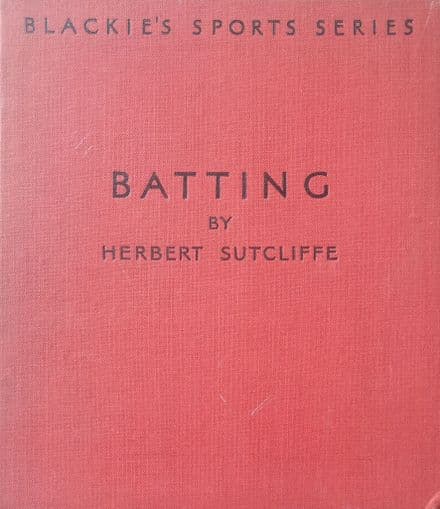 BLACKIE'S SPORTS SERIES
BATTING
BY
HERBERT SUTCLIFFE